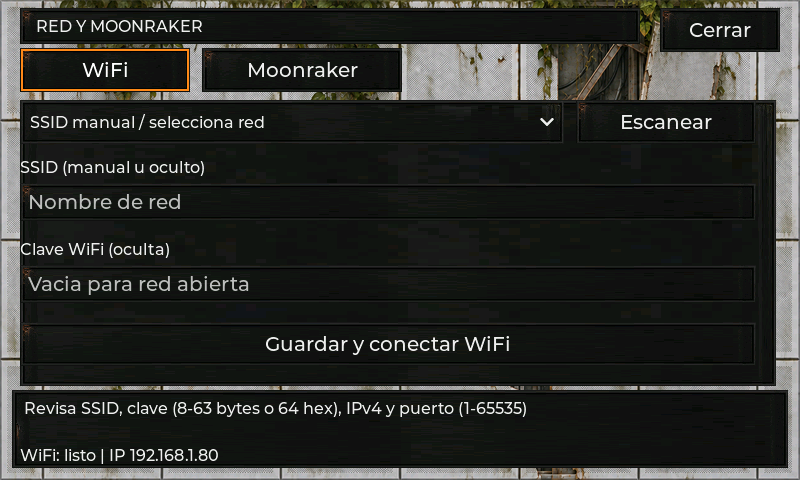 RED Y MOONRAKER
Cerrar
WiFi
Moonraker
SSID manual / selecciona red
Escanear
SSID (manual u oculto)
Nombre de red
Clave WiFi (oculta)
Vacia para red abierta
Guardar y conectar WiFi
Revisa SSID, clave (8-63 bytes o 64 hex), IPv4 y puerto (1-65535)
WiFi: listo | IP 192.168.1.80